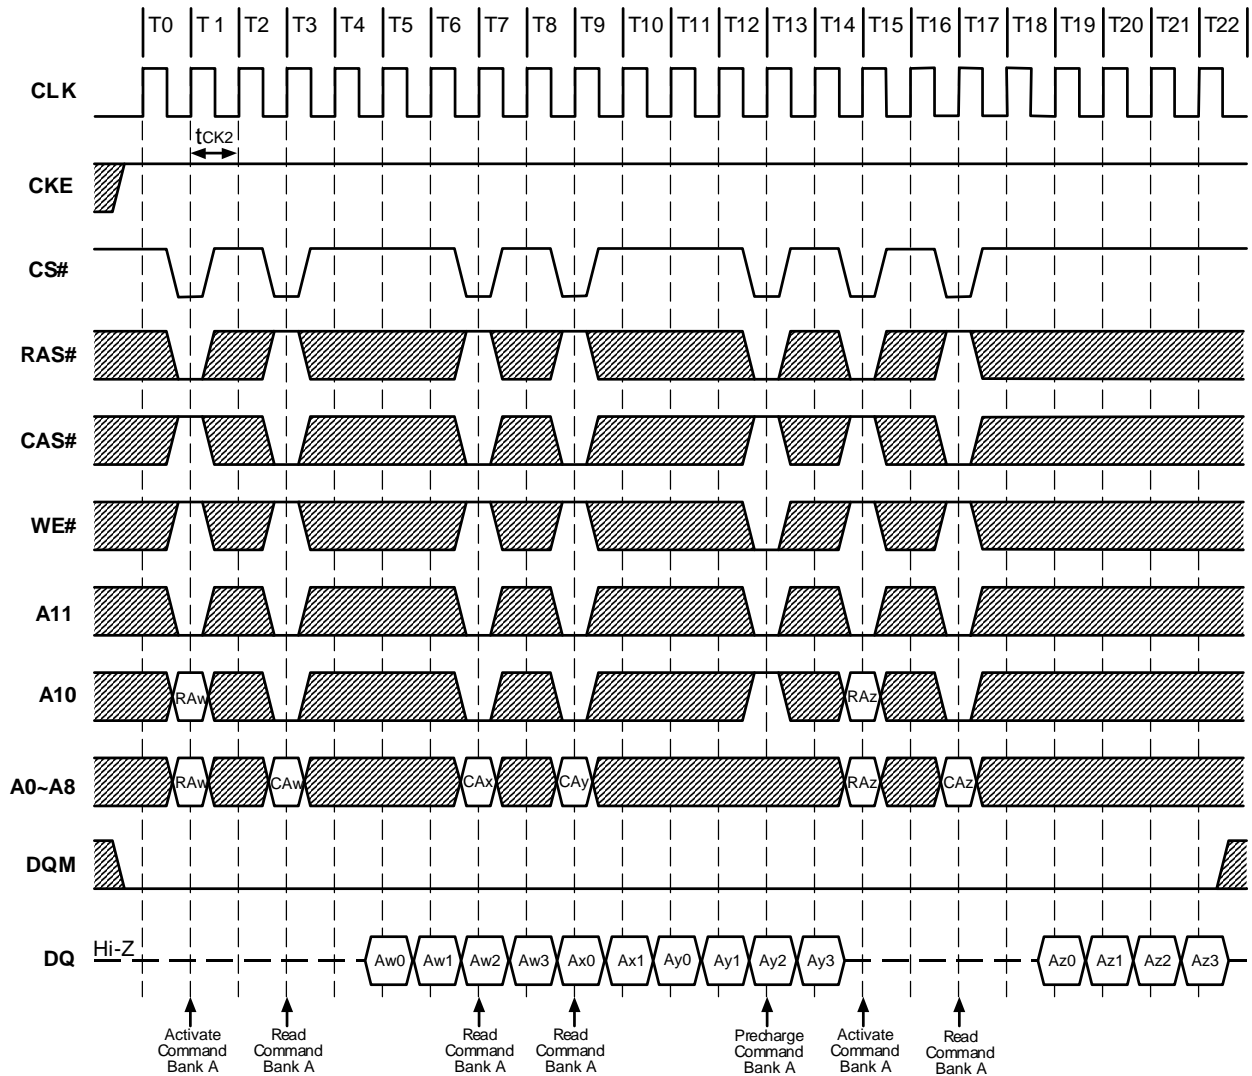 T0 T 1 T2 T3 T4 T5 T6 T7 T8 T9 T10 T11 T12 T13 T14 T15 T16 T17 T18 T19 T20 T21 T22
CLK
tCK2
CKE
CS#
RAS#
CAS#
WE#
A11
A10 RAw RAz
A0~A8 RAw CAw CAx CAy RAz CAz
DQM
DQ Hi-Z Aw0 Aw1 Aw2 Aw3 Ax0 Ax1 Ay0 Ay1 Ay2 Ay3 Az0 Az1 Az2 Az3
Activate
Command
Bank A
Read
Command
Bank A
Read
Command
Bank A
Read
Command
Bank A
Precharge
Command
Bank A
Activate
Command
Bank A
Read
Command
Bank A